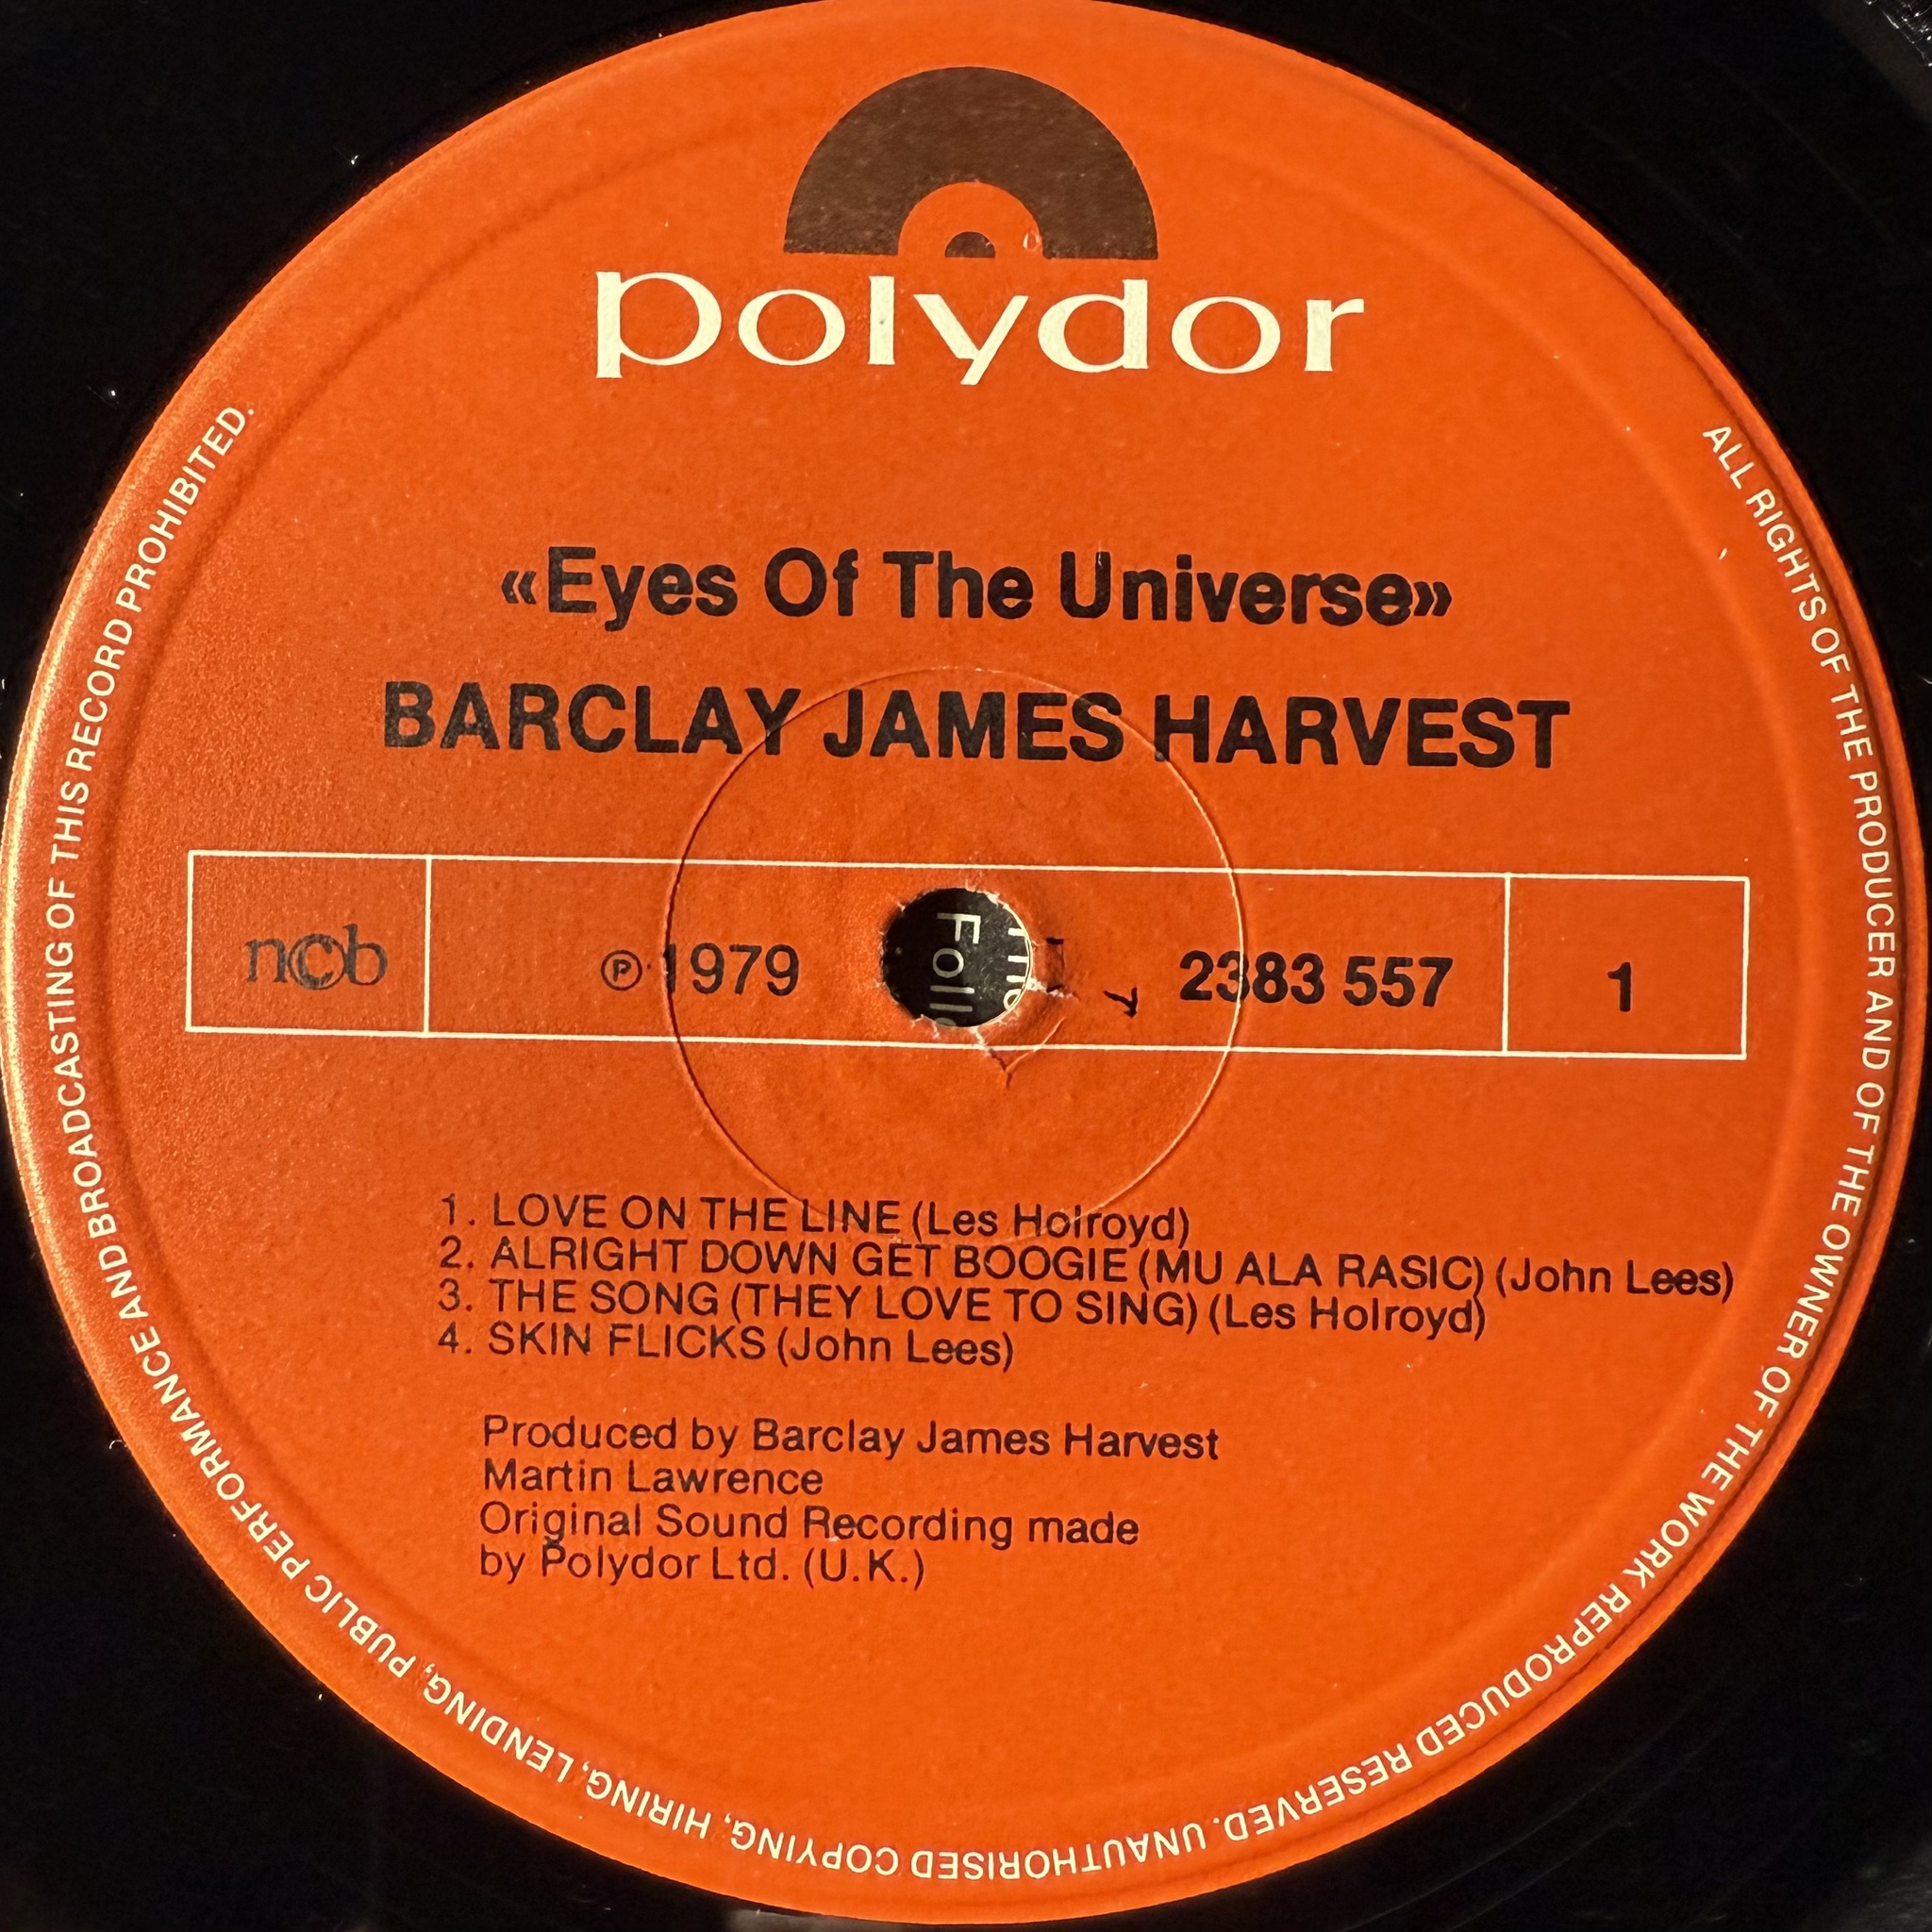 polydor
«Eyes Of The Universe»
BARCLAY JAMES HARVEST
n©b
℗ 1979
2383 557
1
1. LOVE ON THE LINE (Les Holroyd)
2. ALRIGHT DOWN GET BOOGIE (MU ALA RASIC) (John Lees)
3. THE SONG (THEY LOVE TO SING) (Les Holroyd)
4. SKIN FLICKS (John Lees)
Produced by Barclay James Harvest
Martin Lawrence
Original Sound Recording made
by Polydor Ltd. (U.K.)
ALL RIGHTS OF THE PRODUCER AND OF THE OWNER OF THE WORK REPRODUCED RESERVED. UNAUTHORISED COPYING, HIRING, LENDING, PUBLIC PERFORMANCE AND BROADCASTING OF THIS RECORD PROHIBITED.